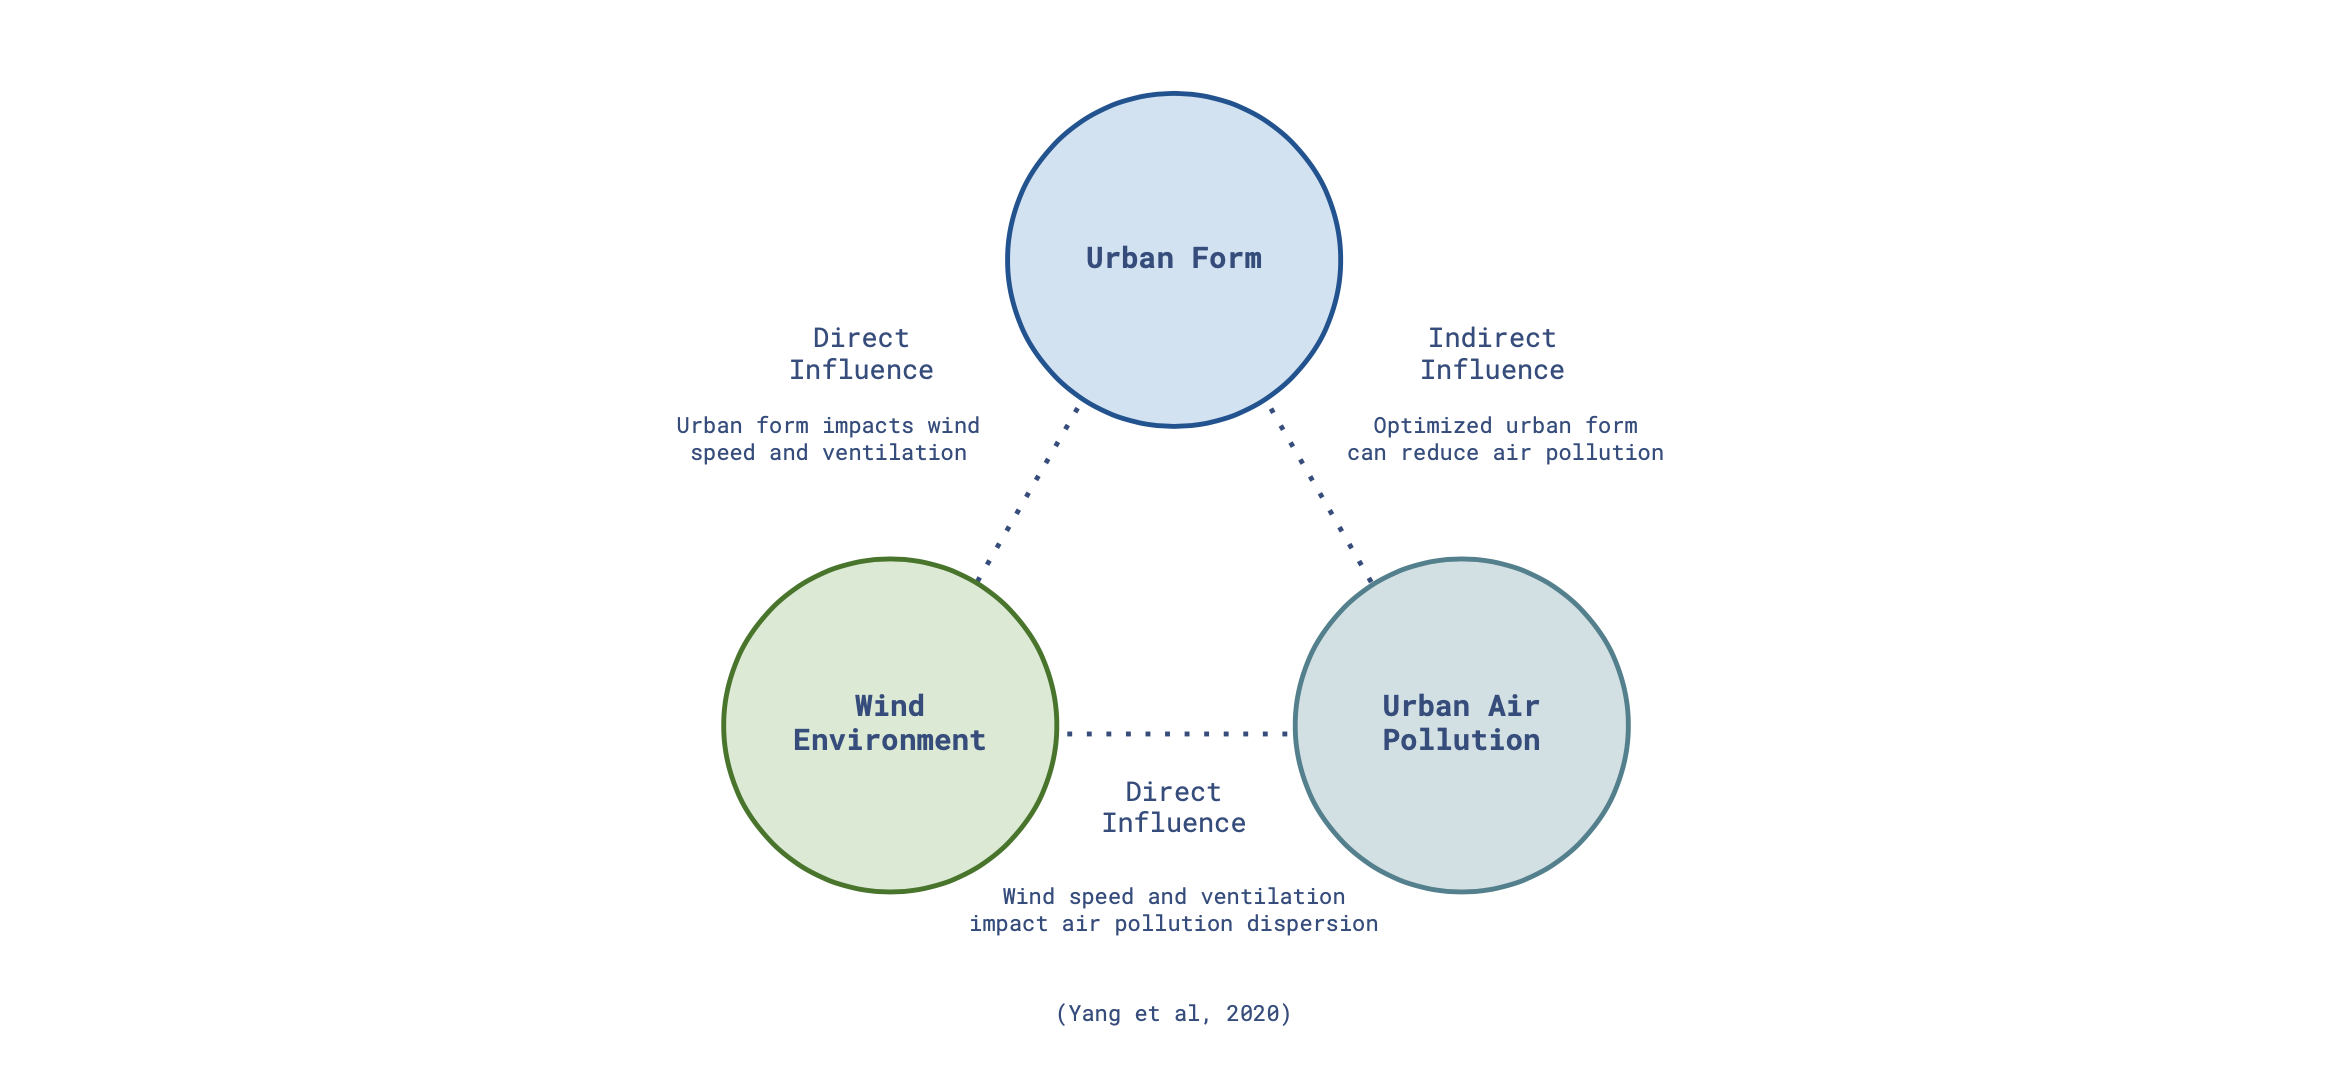 Urban Form
Direct
Influence
Urban form impacts wind
speed and ventilation
Indirect
Influence
Optimized urban form
can reduce air pollution
Wind
Environment
Urban Air
Pollution
Direct
Influence
Wind speed and ventilation
impact air pollution dispersion
(Yang et al, 2020)